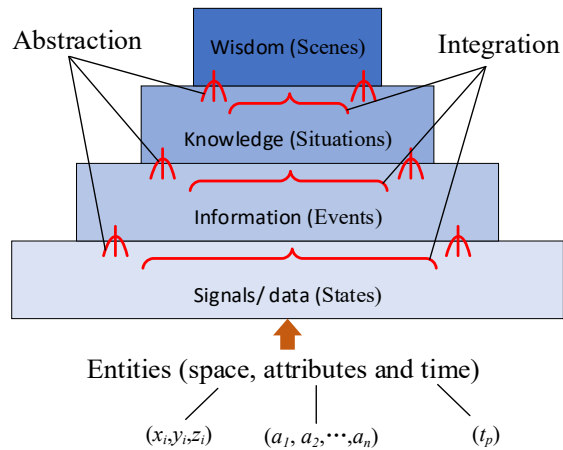 Abstraction
Wisdom (Scenes)
Integration
Knowledge (Situations)
Information (Events)
Signals/ data (States)
Entities (space, attributes and time)
(xᵢ,yᵢ,zᵢ) (a₁, a₂,⋯,aₙ) (tₚ)